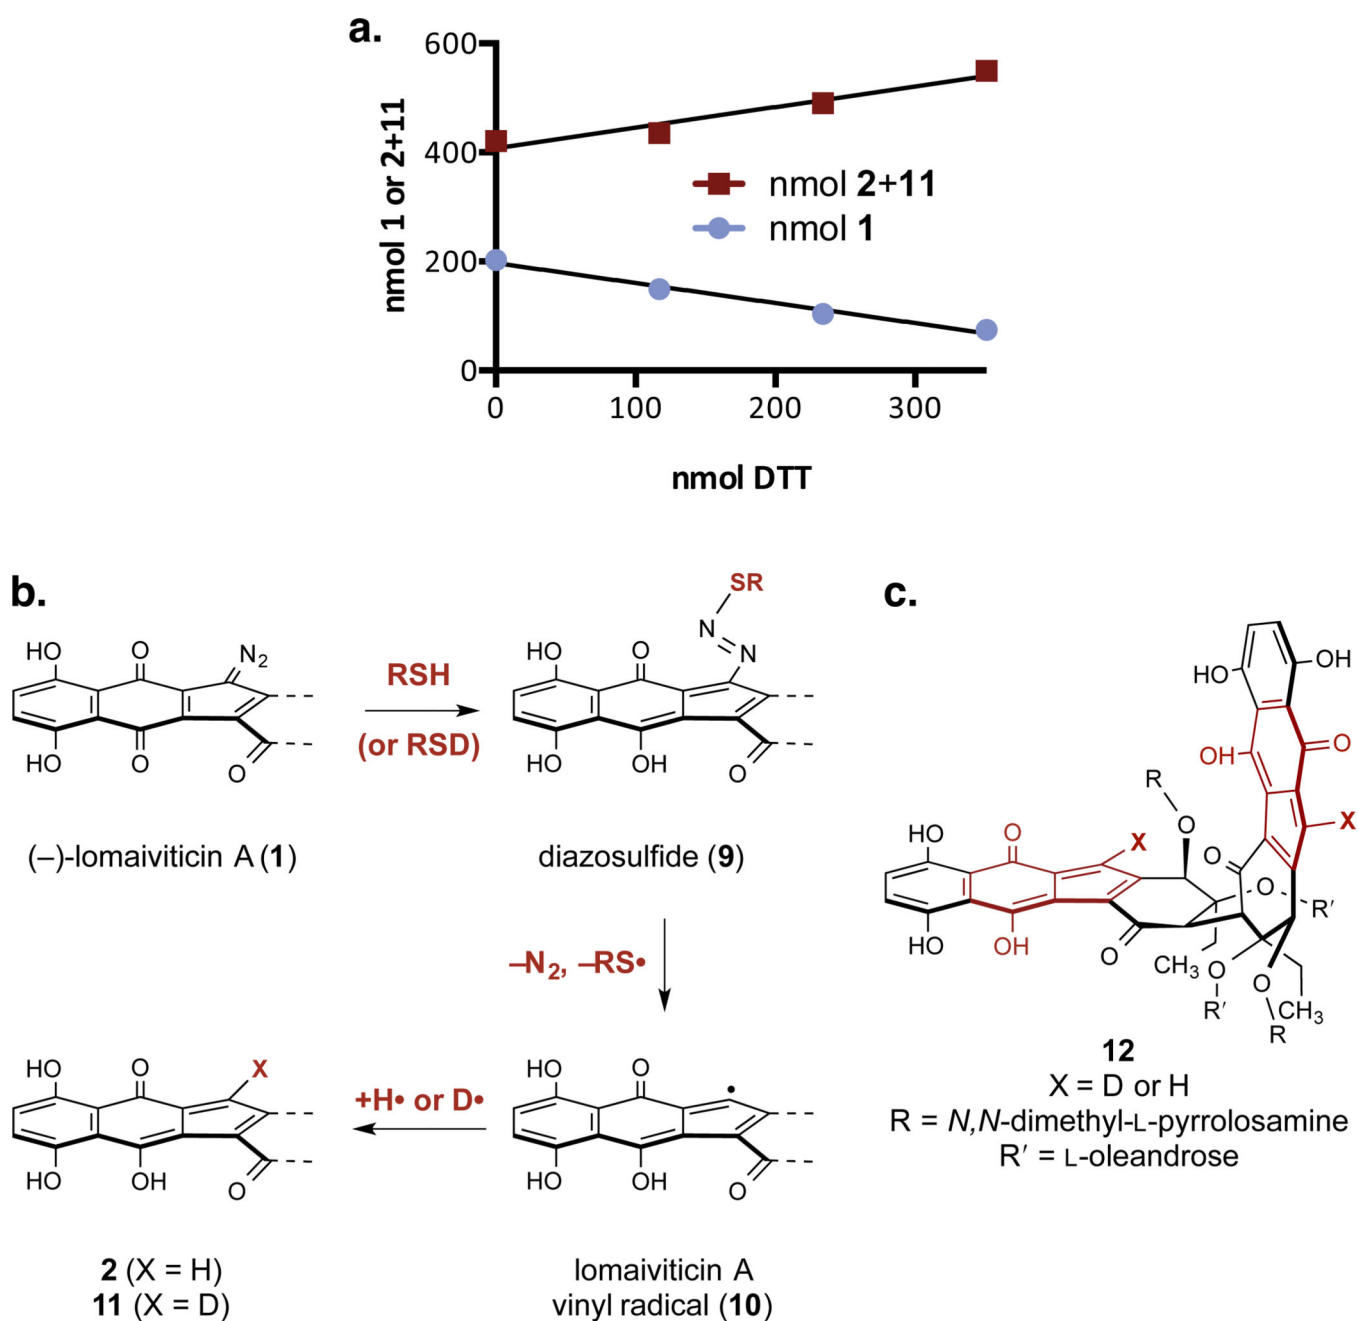 a.
600
400
200
0
0 100 200 300
nmol 1 or 2+11
nmol 2+11
nmol 1
nmol DTT
b.
HO O N₂
HO O O
(–)-lomaiviticin A (1)
RSH
(or RSD)
SR
N
N
HO O
HO OH O
diazosulfide (9)
–N₂, –RS•
HO O •
HO OH O
lomaiviticin A
vinyl radical (10)
+H• or D•
HO O X
HO OH O
2 (X = H)
11 (X = D)
c.
HO OH
OH O
R X
HO O X O O
O R′
HO OH O CH₃ O O
R′ CH₃
R
12
X = D or H
R = N,N-dimethyl-L-pyrrolosamine
R′ = L-oleandrose